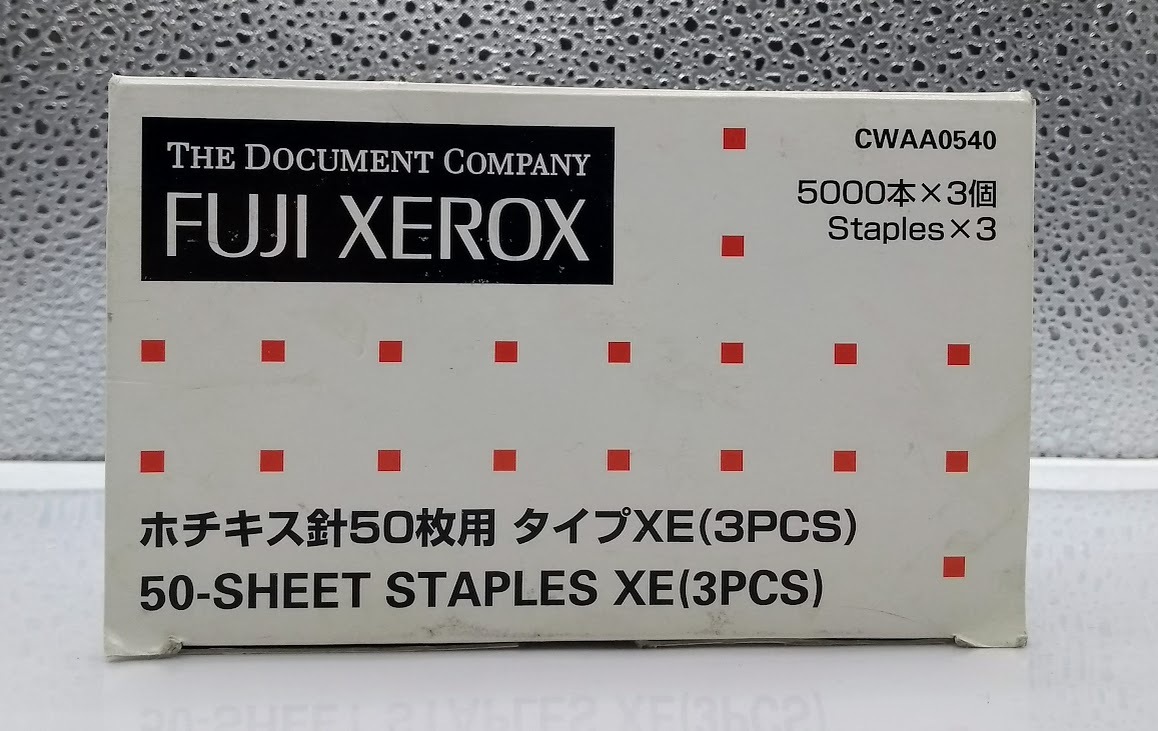 THE DOCUMENT COMPANY
FUJI XEROX
CWAA0540
5000本×3個
Staples×3
ホチキス針50枚用 タイプXE(3PCS)
50-SHEET STAPLES XE(3PCS)